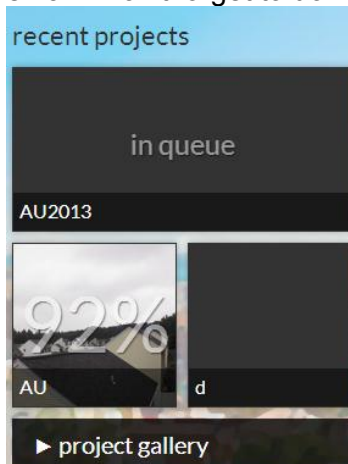 recent projects
in queue
AU2013
92%
AU
d
► project gallery